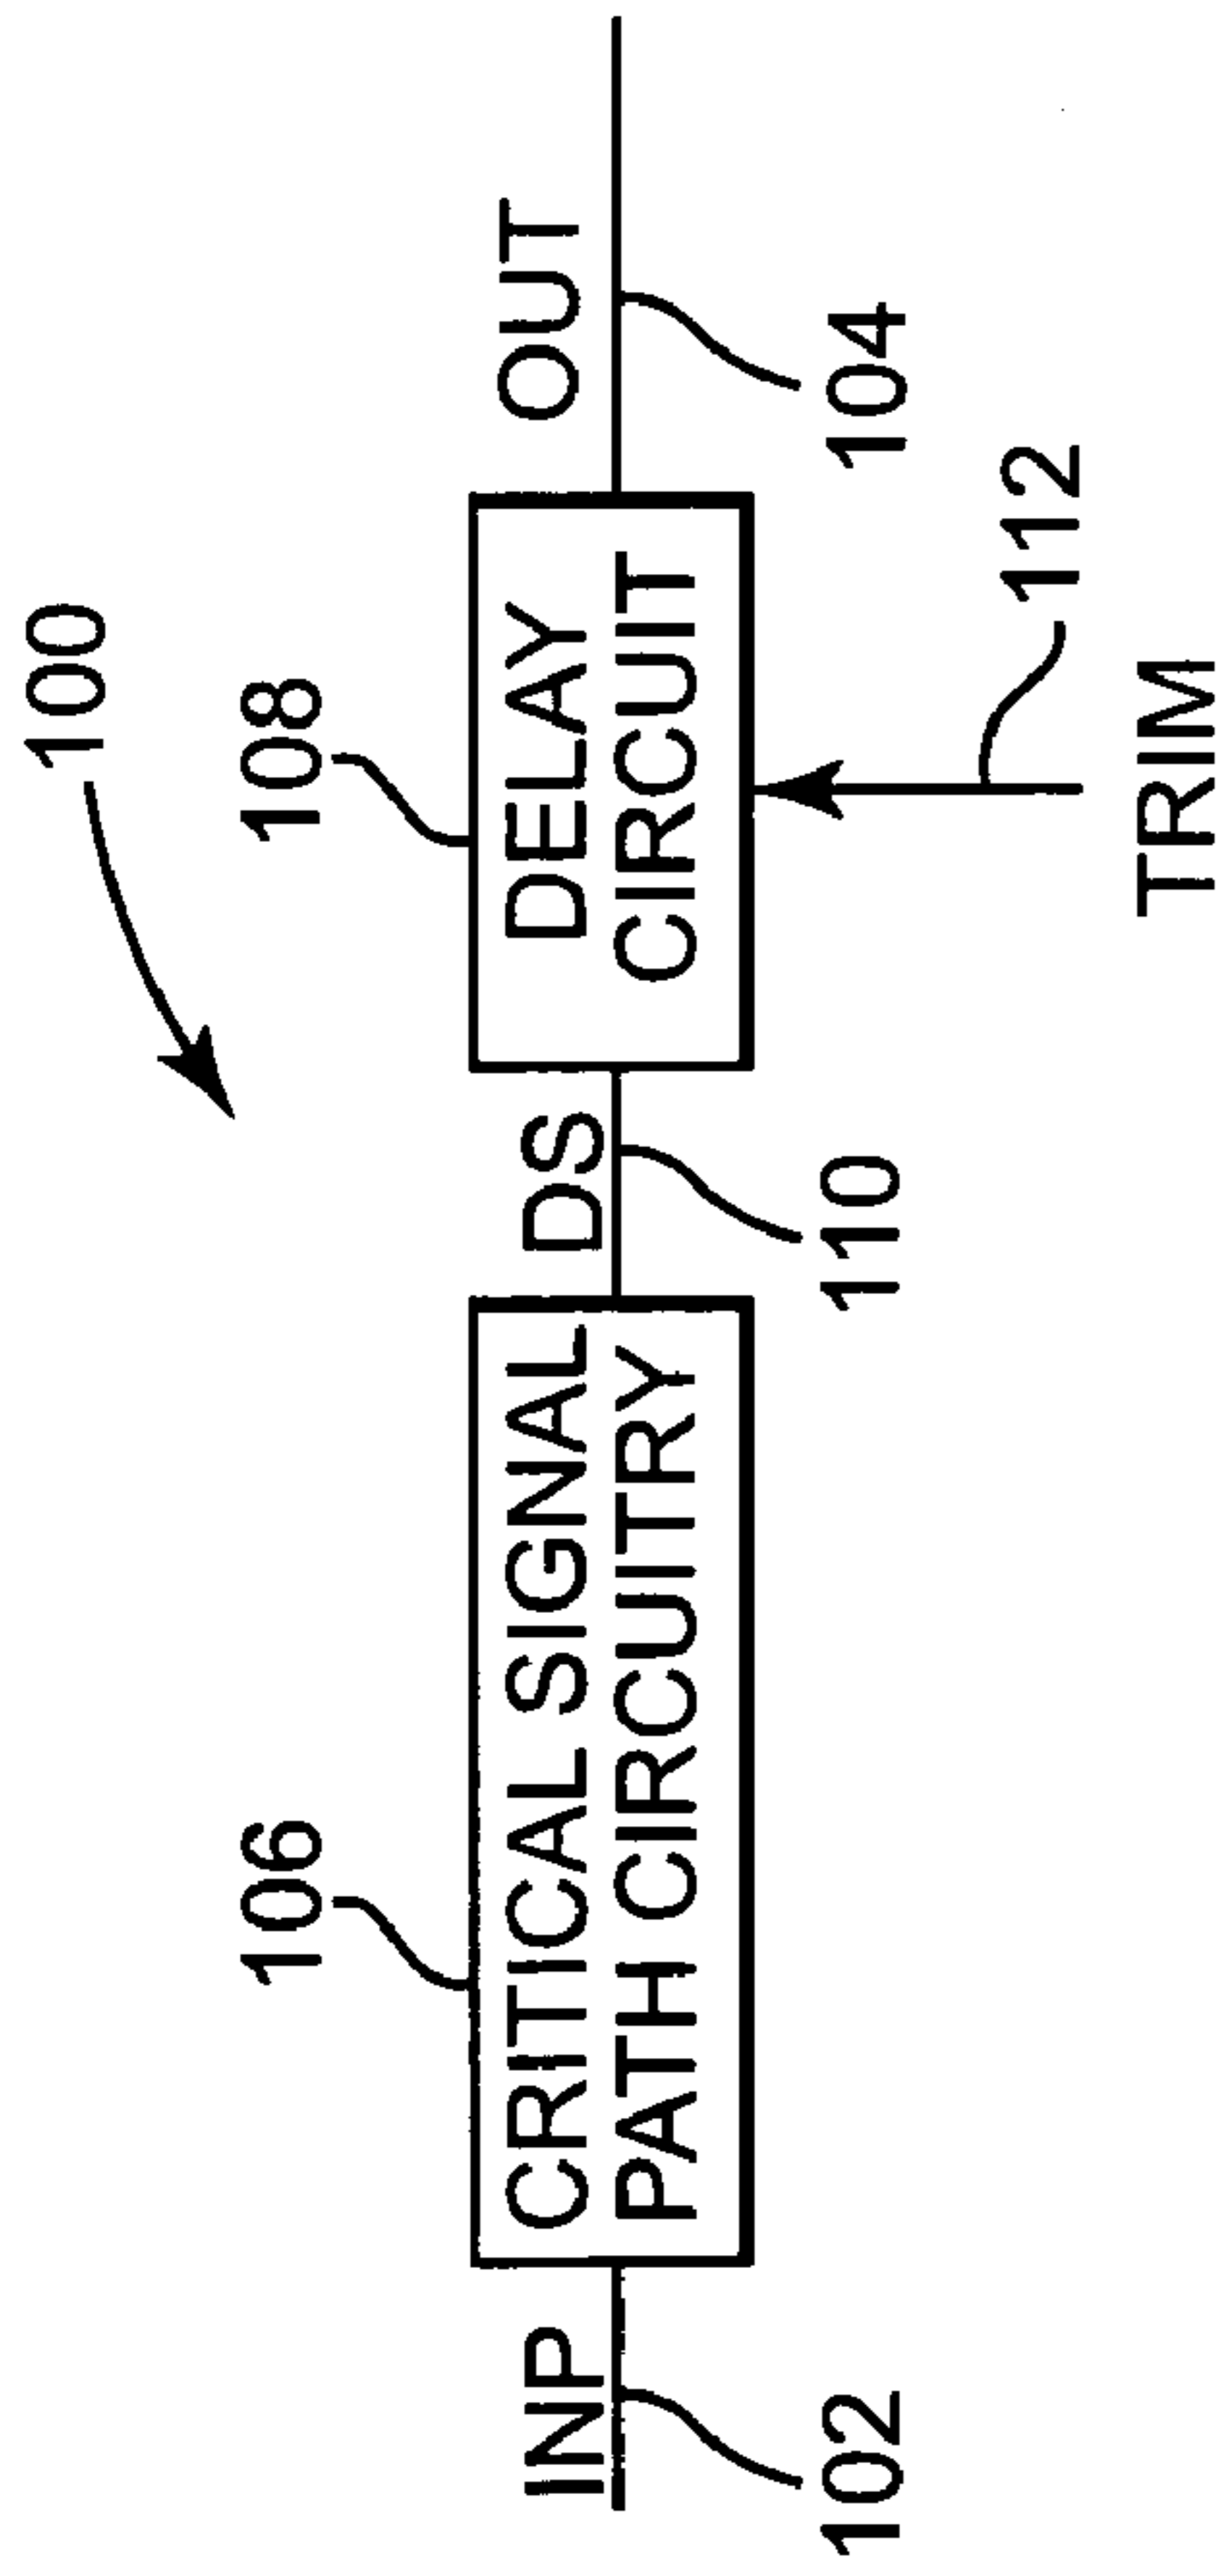 100
106
108
INP
CRITICAL SIGNAL
PATH CIRCUITRY
DS
DELAY
CIRCUIT
OUT
102
110
104
112
TRIM